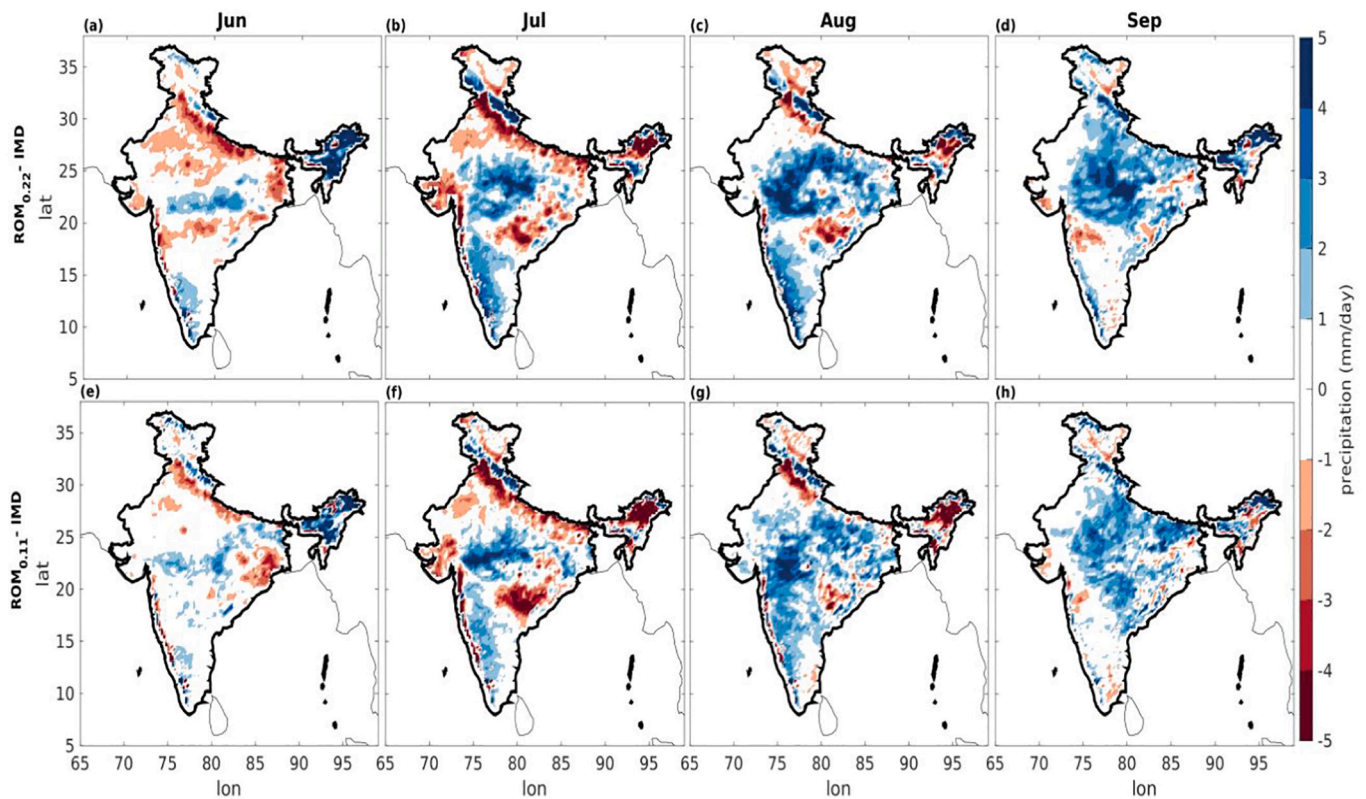 Jun Jul Aug Sep
(a) (b) (c) (d)
ROM0.22- IMD
lat
35
30
25
20
15
10
5
(e) (f) (g) (h)
ROM0.11- IMD
lat
35
30
25
20
15
10
5
65 70 75 80 85 90 95 65 70 75 80 85 90 95 65 70 75 80 85 90 95 65 70 75 80 85 90 95
lon lon lon lon
5
4
3
2
1
0
-1
-2
-3
-4
-5
precipitation (mm/day)